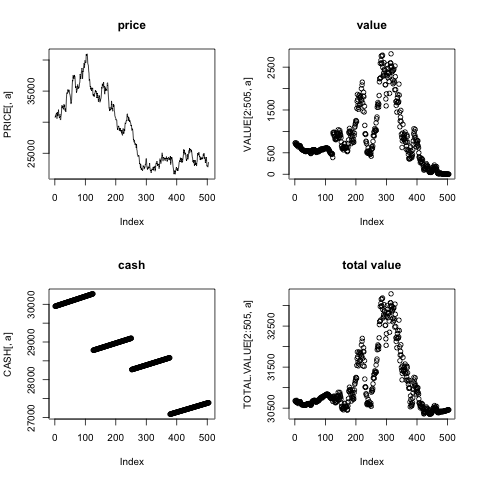 price
PRICE[, a]
35000
25000
0 100 200 300 400 500
Index
value
VALUE[2:505, a]
2500
1500
500
0
0 100 200 300 400 500
Index
cash
CASH[, a]
30000
29000
28000
27000
0 100 200 300 400 500
Index
total value
TOTAL.VALUE[2:505, a]
32500
31500
30500
0 100 200 300 400 500
Index